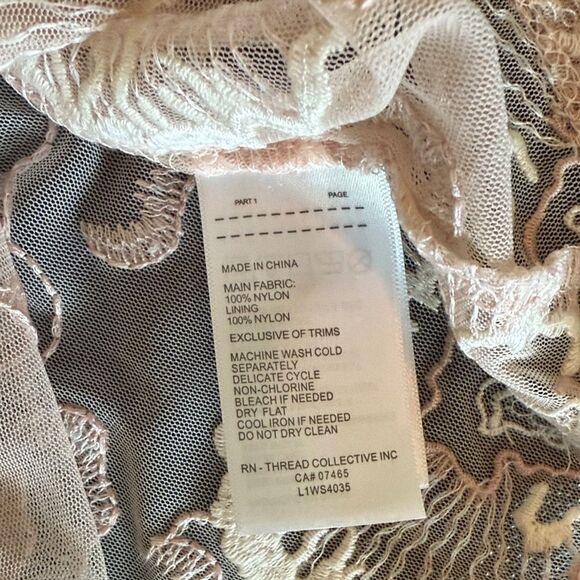 PART 1 PAGE
MADE IN CHINA
MAIN FABRIC:
100% NYLON
LINING
100% NYLON
EXCLUSIVE OF TRIMS
MACHINE WASH COLD
SEPARATELY
DELICATE CYCLE
NON-CHLORINE
BLEACH IF NEEDED
DRY FLAT
COOL IRON IF NEEDED
DO NOT DRY CLEAN
RN - THREAD COLLECTIVE INC
CA# 07465
L1WS4035